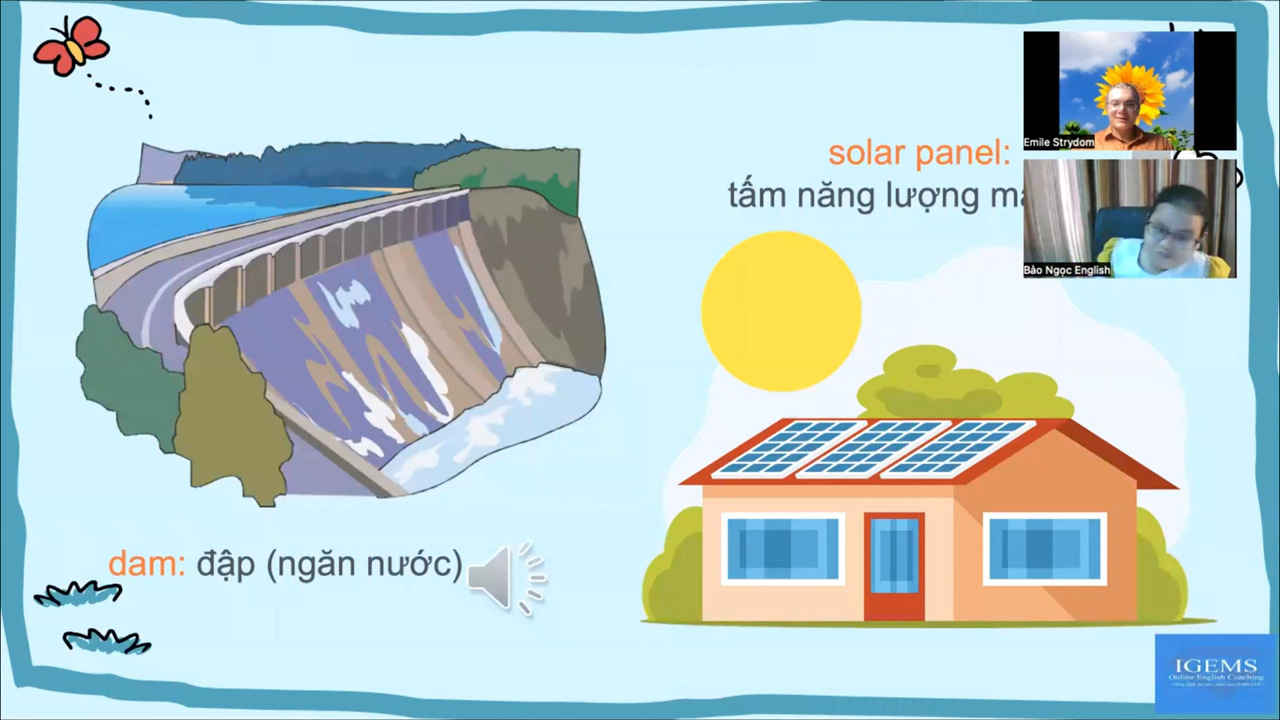 Emile Strydom
solar panel:
tấm năng lượng
Bảo Ngọc English
dam: đập (ngăn nước)
IGEMS
Online English Coaching